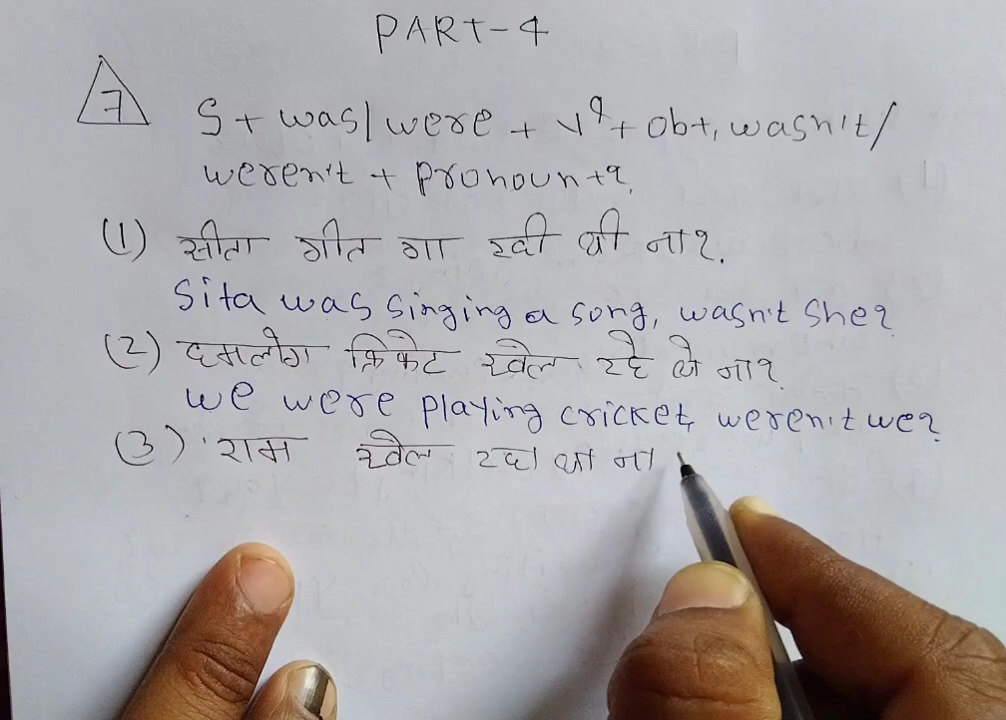 PART-4
7 S + was/were + V⁴ + obt, wasn't/
weren't + pronoun + ?
(1) सीता गीत गा रही थी ना?
Sita was singing a song, wasn't she?
(2) हमलोग क्रिकेट खेल रहे थे ना?
We were playing cricket, weren't we?
(3) राम खेल रहा था ना